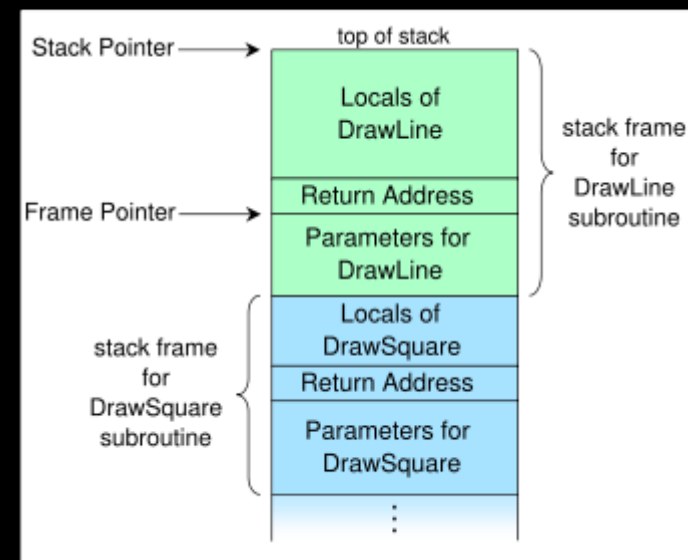 top of stack
Stack Pointer
Locals of
DrawLine
stack frame
for
DrawLine
subroutine
Return Address
Frame Pointer
Parameters for
DrawLine
Locals of
DrawSquare
stack frame
for
DrawSquare
subroutine
Return Address
Parameters for
DrawSquare
⋮